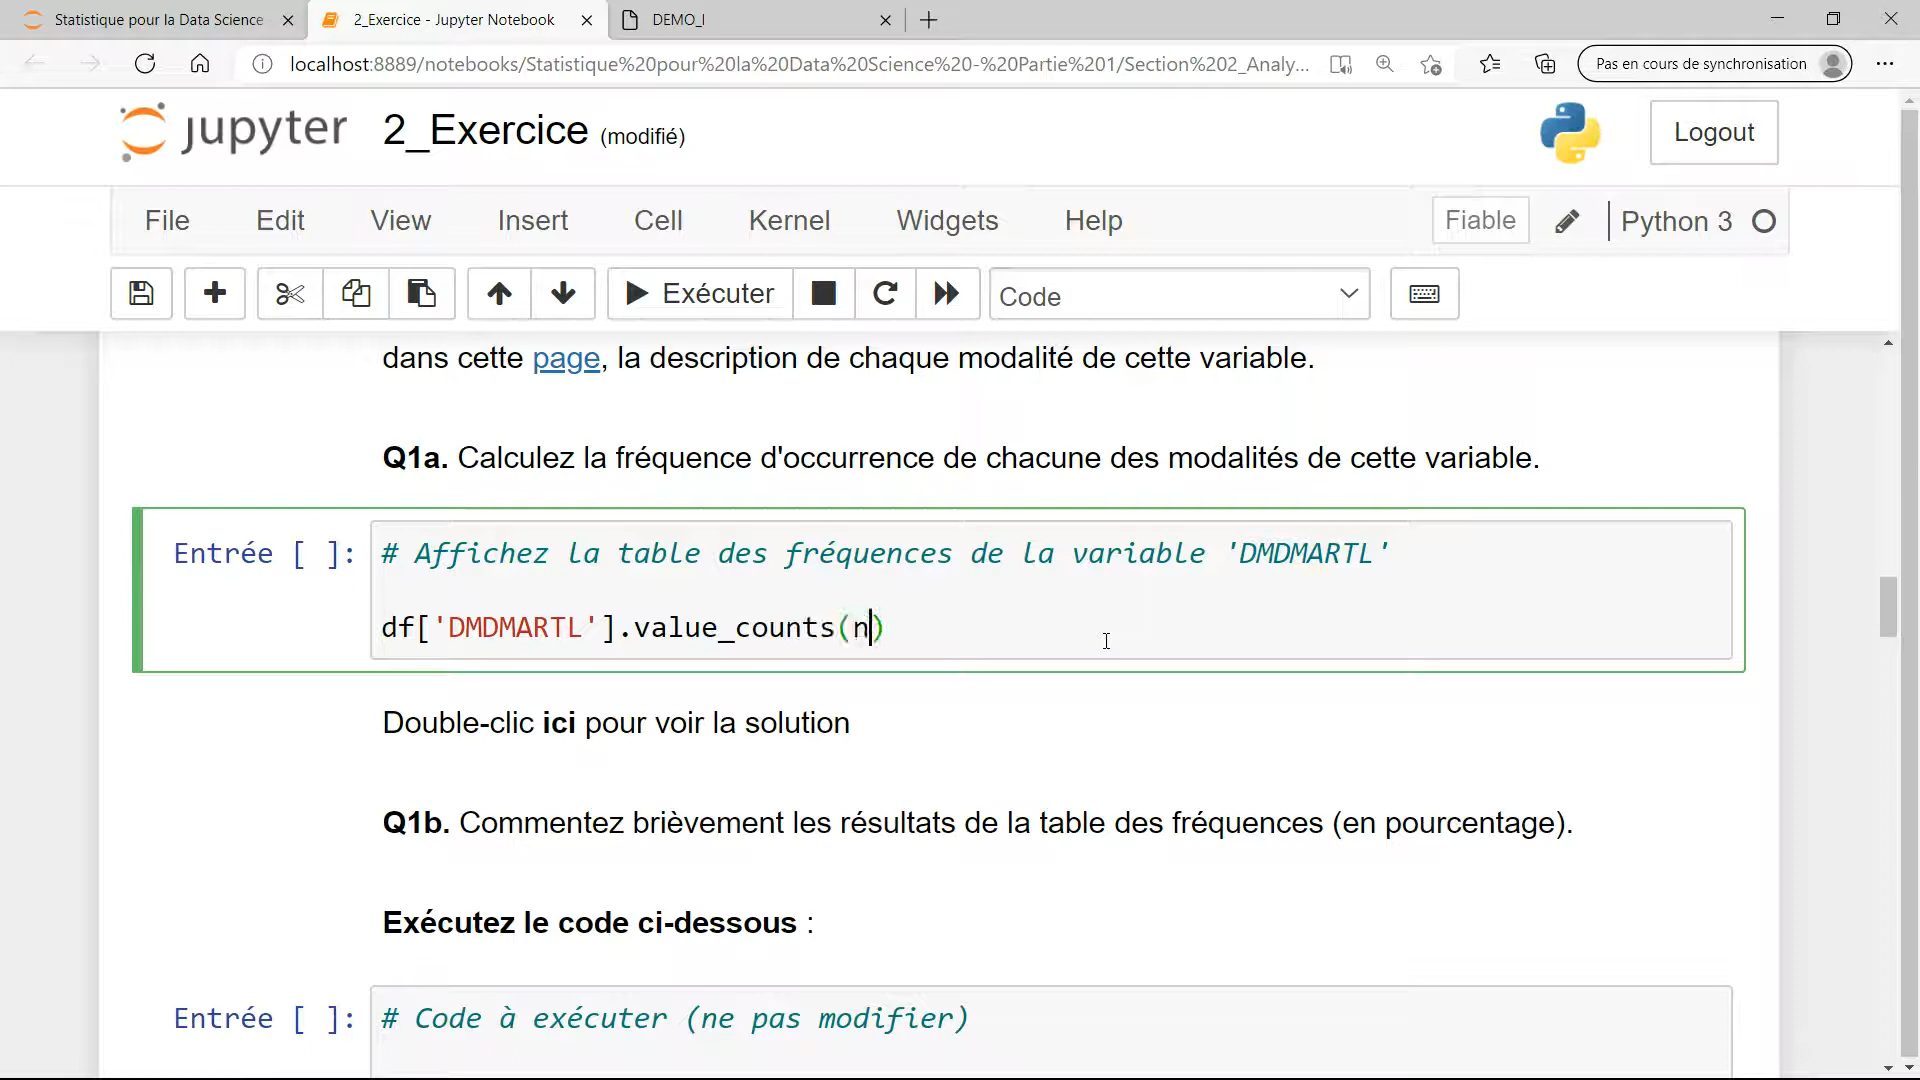 Statistique pour la Data Science
2_Exercice - Jupyter Notebook
DEMO_I
localhost:8889/notebooks/Statistique%20pour%20la%20Data%20Science%20-%20Partie%201/Section%202_Analy...
Pas en cours de synchronisation
jupyter 2_Exercice (modifié)
Logout
File Edit View Insert Cell Kernel Widgets Help Fiable Python 3
Exécuter Code
dans cette page, la description de chaque modalité de cette variable.
Q1a. Calculez la fréquence d'occurrence de chacune des modalités de cette variable.
Entrée [ ]: # Affichez la table des fréquences de la variable 'DMDMARTL'
df['DMDMARTL'].value_counts(n)
Double-clic ici pour voir la solution
Q1b. Commentez brièvement les résultats de la table des fréquences (en pourcentage).
Exécutez le code ci-dessous :
Entrée [ ]: # Code à exécuter (ne pas modifier)